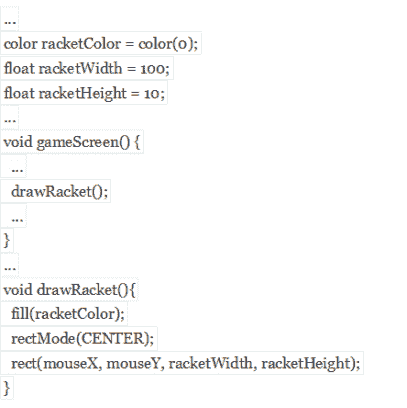 ...
color racketColor = color(0);
float racketWidth = 100;
float racketHeight = 10;
...
void gameScreen() {
  ...
  drawRacket();
  ...
}
...
void drawRacket(){
  fill(racketColor);
  rectMode(CENTER);
  rect(mouseX, mouseY, racketWidth, racketHeight);
}